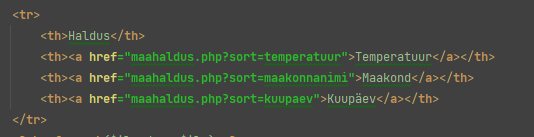 <tr>
<th>Haldus</th>
<th><a href="maahaldus.php?sort=temperatuur">Temperatuur</a></th>
<th><a href="maahaldus.php?sort=maakonnanimi">Maakond</a></th>
<th><a href="maahaldus.php?sort=kuupaev">Kuupäev</a></th>
</tr>